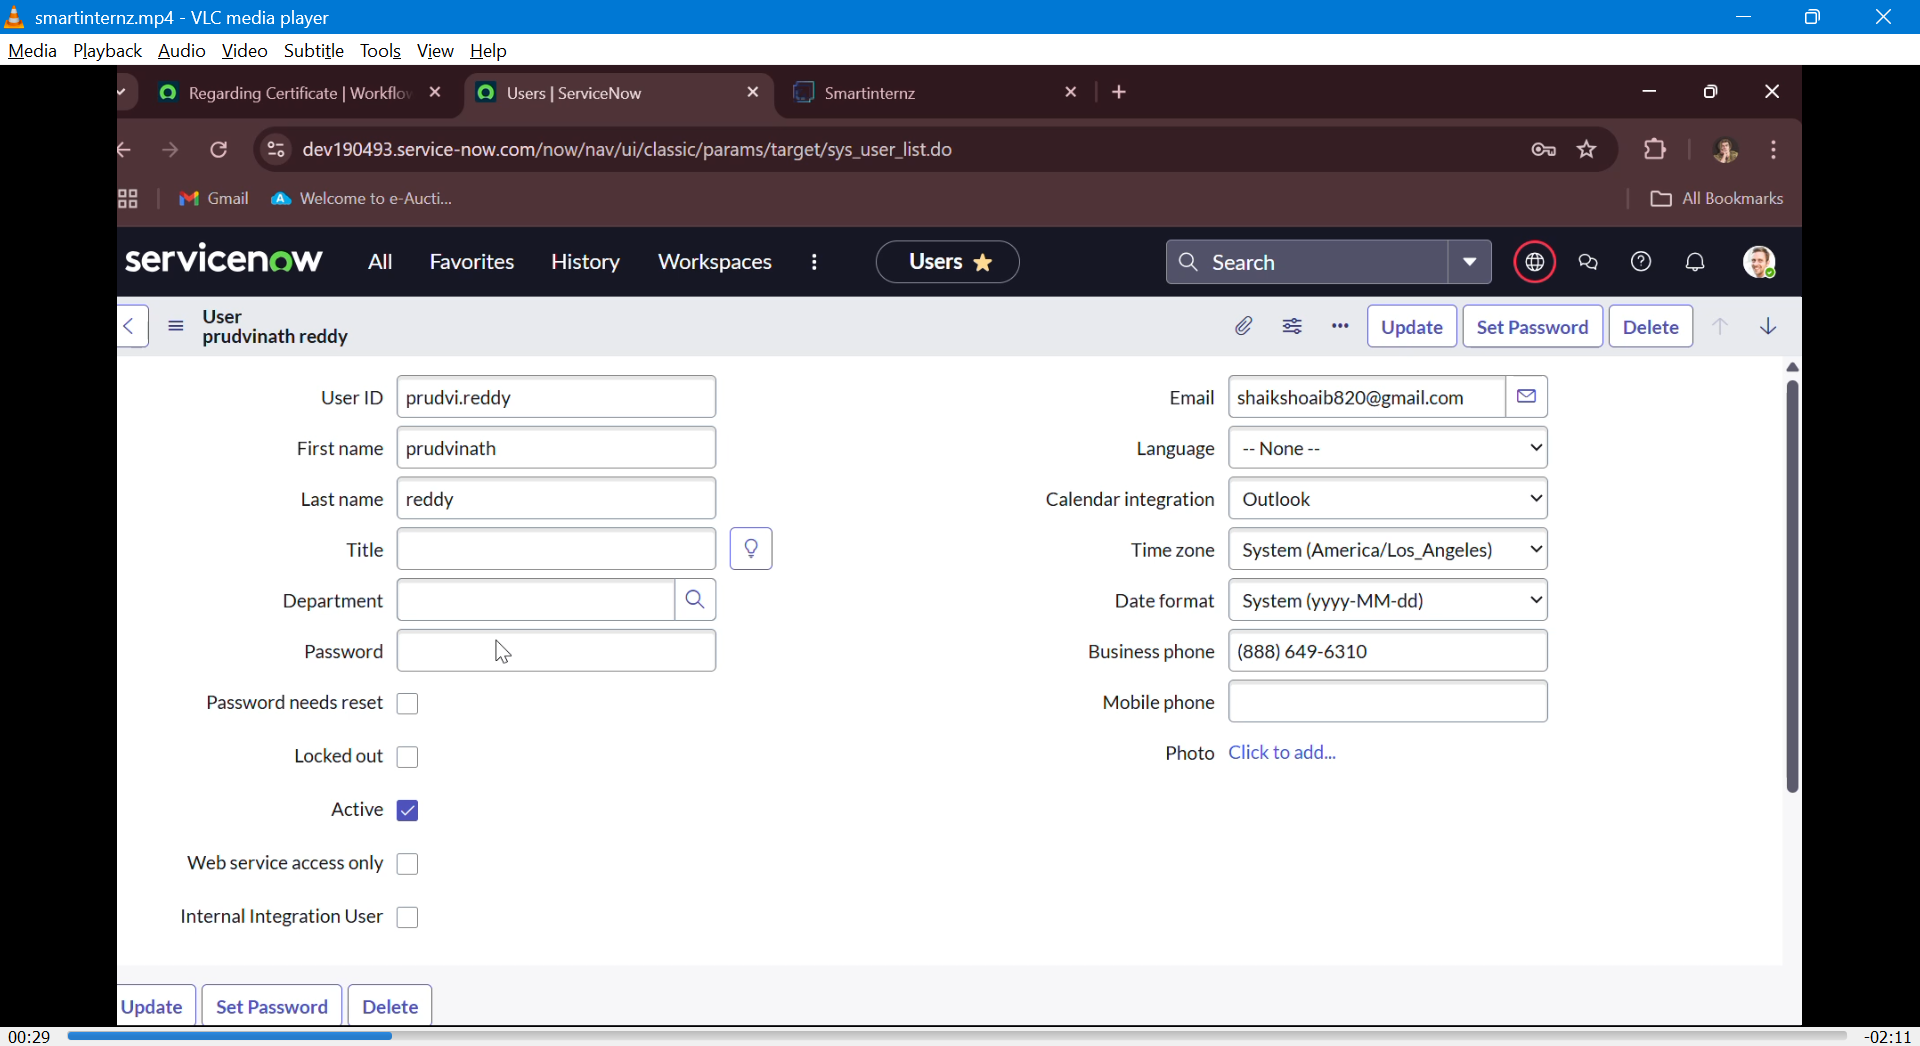 smartinternz.mp4 - VLC media player
Media Playback Audio Video Subtitle Tools View Help
Regarding Certificate | Workflo
Users | ServiceNow
Smartinternz
dev190493.service-now.com/now/nav/ui/classic/params/target/sys_user_list.do
Gmail
Welcome to e-Aucti...
All Bookmarks
servicenow All Favorites History Workspaces Users Search
User
prudvinath reddy
Update Set Password Delete
User ID prudvi.reddy
First name prudvinath
Last name reddy
Title
Department
Password
Password needs reset
Locked out
Active
Web service access only
Internal Integration User
Email shaikshoaib820@gmail.com
Language -- None --
Calendar integration Outlook
Time zone System (America/Los_Angeles)
Date format System (yyyy-MM-dd)
Business phone (888) 649-6310
Mobile phone
Photo Click to add...
Update Set Password Delete
00:29 -02:11